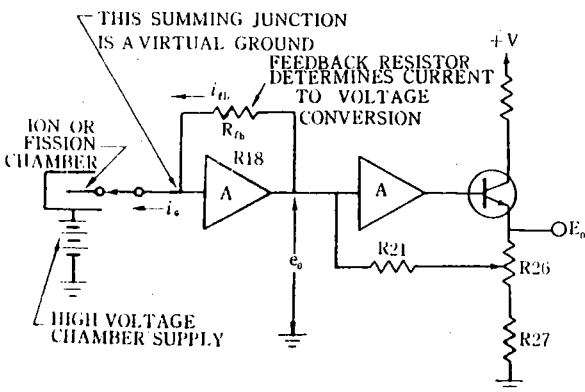 THIS SUMMING JUNCTION
IS A VIRTUAL GROUND
+V
FEEDBACK RESISTOR
DETERMINES CURRENT
TO VOLTAGE
CONVERSION
i_fb
R_fb
ION OR
FISSION
CHAMBER
R18
A
A
i_s
E_o
R21
R26
e_o
HIGH VOLTAGE
CHAMBER SUPPLY
R27